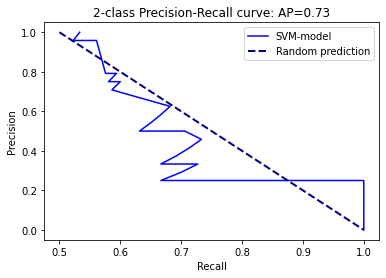 2-class Precision-Recall curve: AP=0.73
SVM-model
Random prediction
Precision
1.0
0.8
0.6
0.4
0.2
0.0
0.5 0.6 0.7 0.8 0.9 1.0
Recall